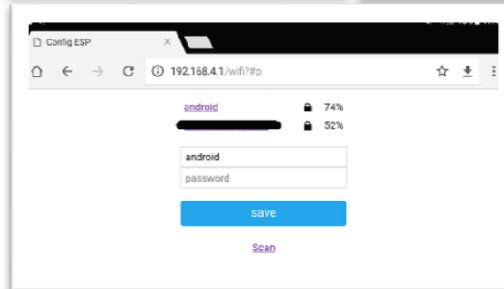 Config ESP
192.168.4.1/wifi?#p
android 74%
52%
android
password
save
Scan